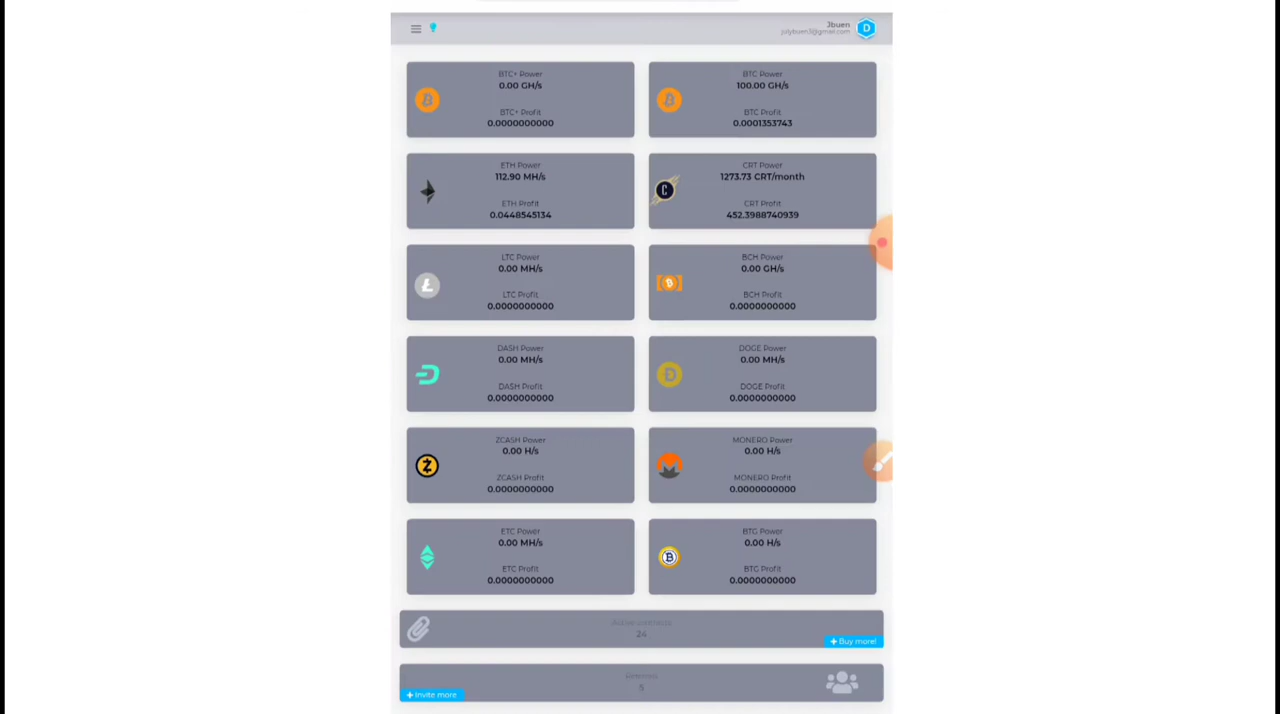 Jbuen
D
BTC+ Power
0.00 GH/s
BTC+ Profit
0.0000000000
BTC Power
100.00 GH/s
BTC Profit
0.0001353743
ETH Power
112.90 MH/s
ETH Profit
0.0448545134
CRT Power
1273.73 CRT/month
CRT Profit
452.3988740939
LTC Power
0.00 MH/s
LTC Profit
0.0000000000
BCH Power
0.00 GH/s
BCH Profit
0.0000000000
DASH Power
0.00 MH/s
DASH Profit
0.0000000000
DOGE Power
0.00 MH/s
DOGE Profit
0.0000000000
ZCASH Power
0.00 H/s
ZCASH Profit
0.0000000000
MONERO Power
0.00 H/s
MONERO Profit
0.0000000000
ETC Power
0.00 MH/s
ETC Profit
0.0000000000
BTG Power
0.00 H/s
BTG Profit
0.0000000000
24
+ Buy more!
5
+ Invite more